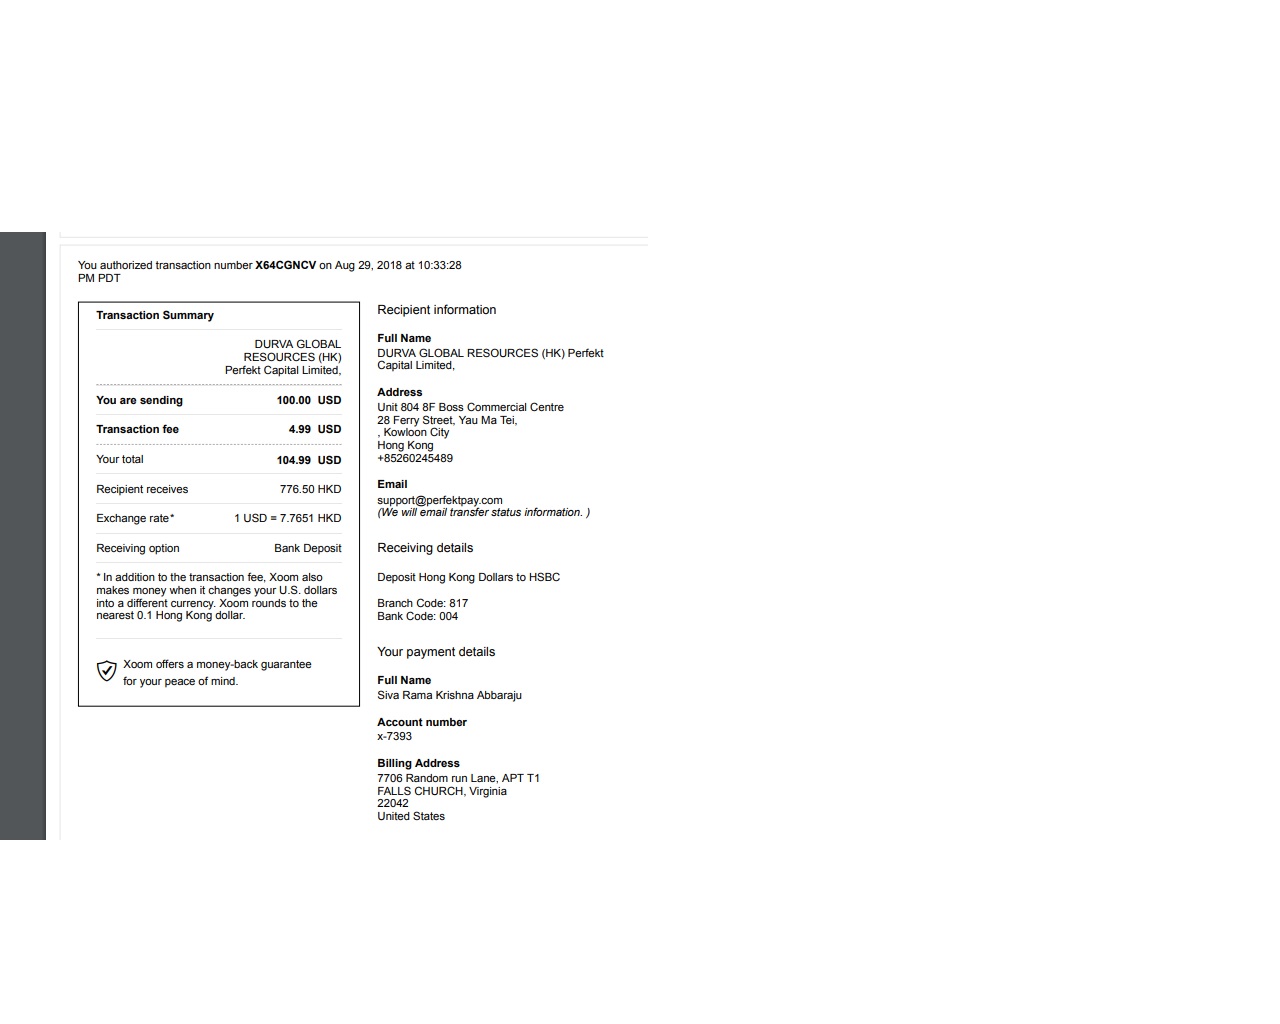 You authorized transaction number X64CGNCV on Aug 29, 2018 at 10:33:28
PM PDT
Transaction Summary
DURVA GLOBAL
RESOURCES (HK)
Perfekt Capital Limited,
You are sending 100.00 USD
Transaction fee 4.99 USD
Your total 104.99 USD
Recipient receives 776.50 HKD
Exchange rate* 1 USD = 7.7651 HKD
Receiving option Bank Deposit
* In addition to the transaction fee, Xoom also
makes money when it changes your U.S. dollars
into a different currency. Xoom rounds to the
nearest 0.1 Hong Kong dollar.
Xoom offers a money-back guarantee
for your peace of mind.
Recipient information
Full Name
DURVA GLOBAL RESOURCES (HK) Perfekt
Capital Limited,
Address
Unit 804 8F Boss Commercial Centre
28 Ferry Street, Yau Ma Tei,
, Kowloon City
Hong Kong
+85260245489
Email
support@perfektpay.com
(We will email transfer status information. )
Receiving details
Deposit Hong Kong Dollars to HSBC
Branch Code: 817
Bank Code: 004
Your payment details
Full Name
Siva Rama Krishna Abbaraju
Account number
x-7393
Billing Address
7706 Random run Lane, APT T1
FALLS CHURCH, Virginia
22042
United States